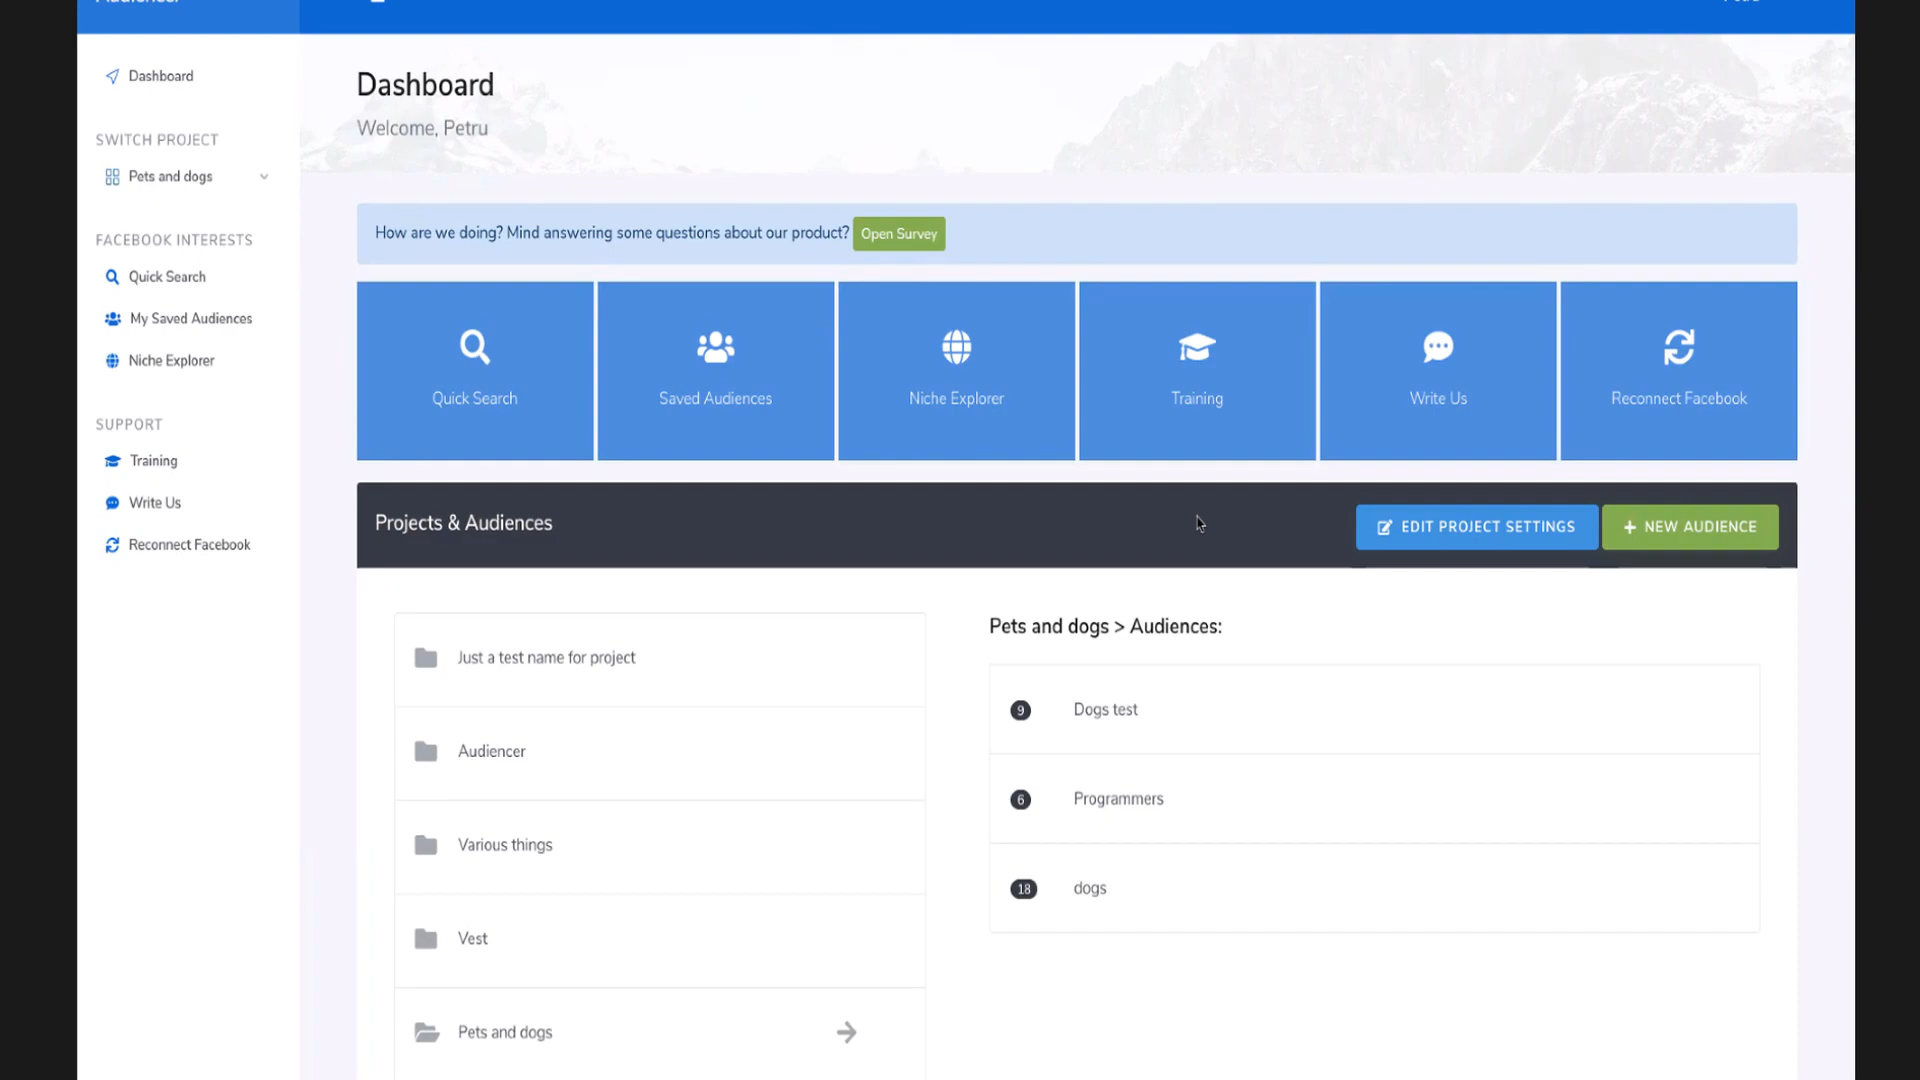 Dashboard
SWITCH PROJECT
Pets and dogs
FACEBOOK INTERESTS
Quick Search
My Saved Audiences
Niche Explorer
SUPPORT
Training
Write Us
Reconnect Facebook
Dashboard
Welcome, Petru
How are we doing? Mind answering some questions about our product? Open Survey
Quick Search
Saved Audiences
Niche Explorer
Training
Write Us
Reconnect Facebook
Projects & Audiences
EDIT PROJECT SETTINGS
+ NEW AUDIENCE
Just a test name for project
Audiencer
Various things
Vest
Pets and dogs
Pets and dogs > Audiences:
9 Dogs test
6 Programmers
18 dogs